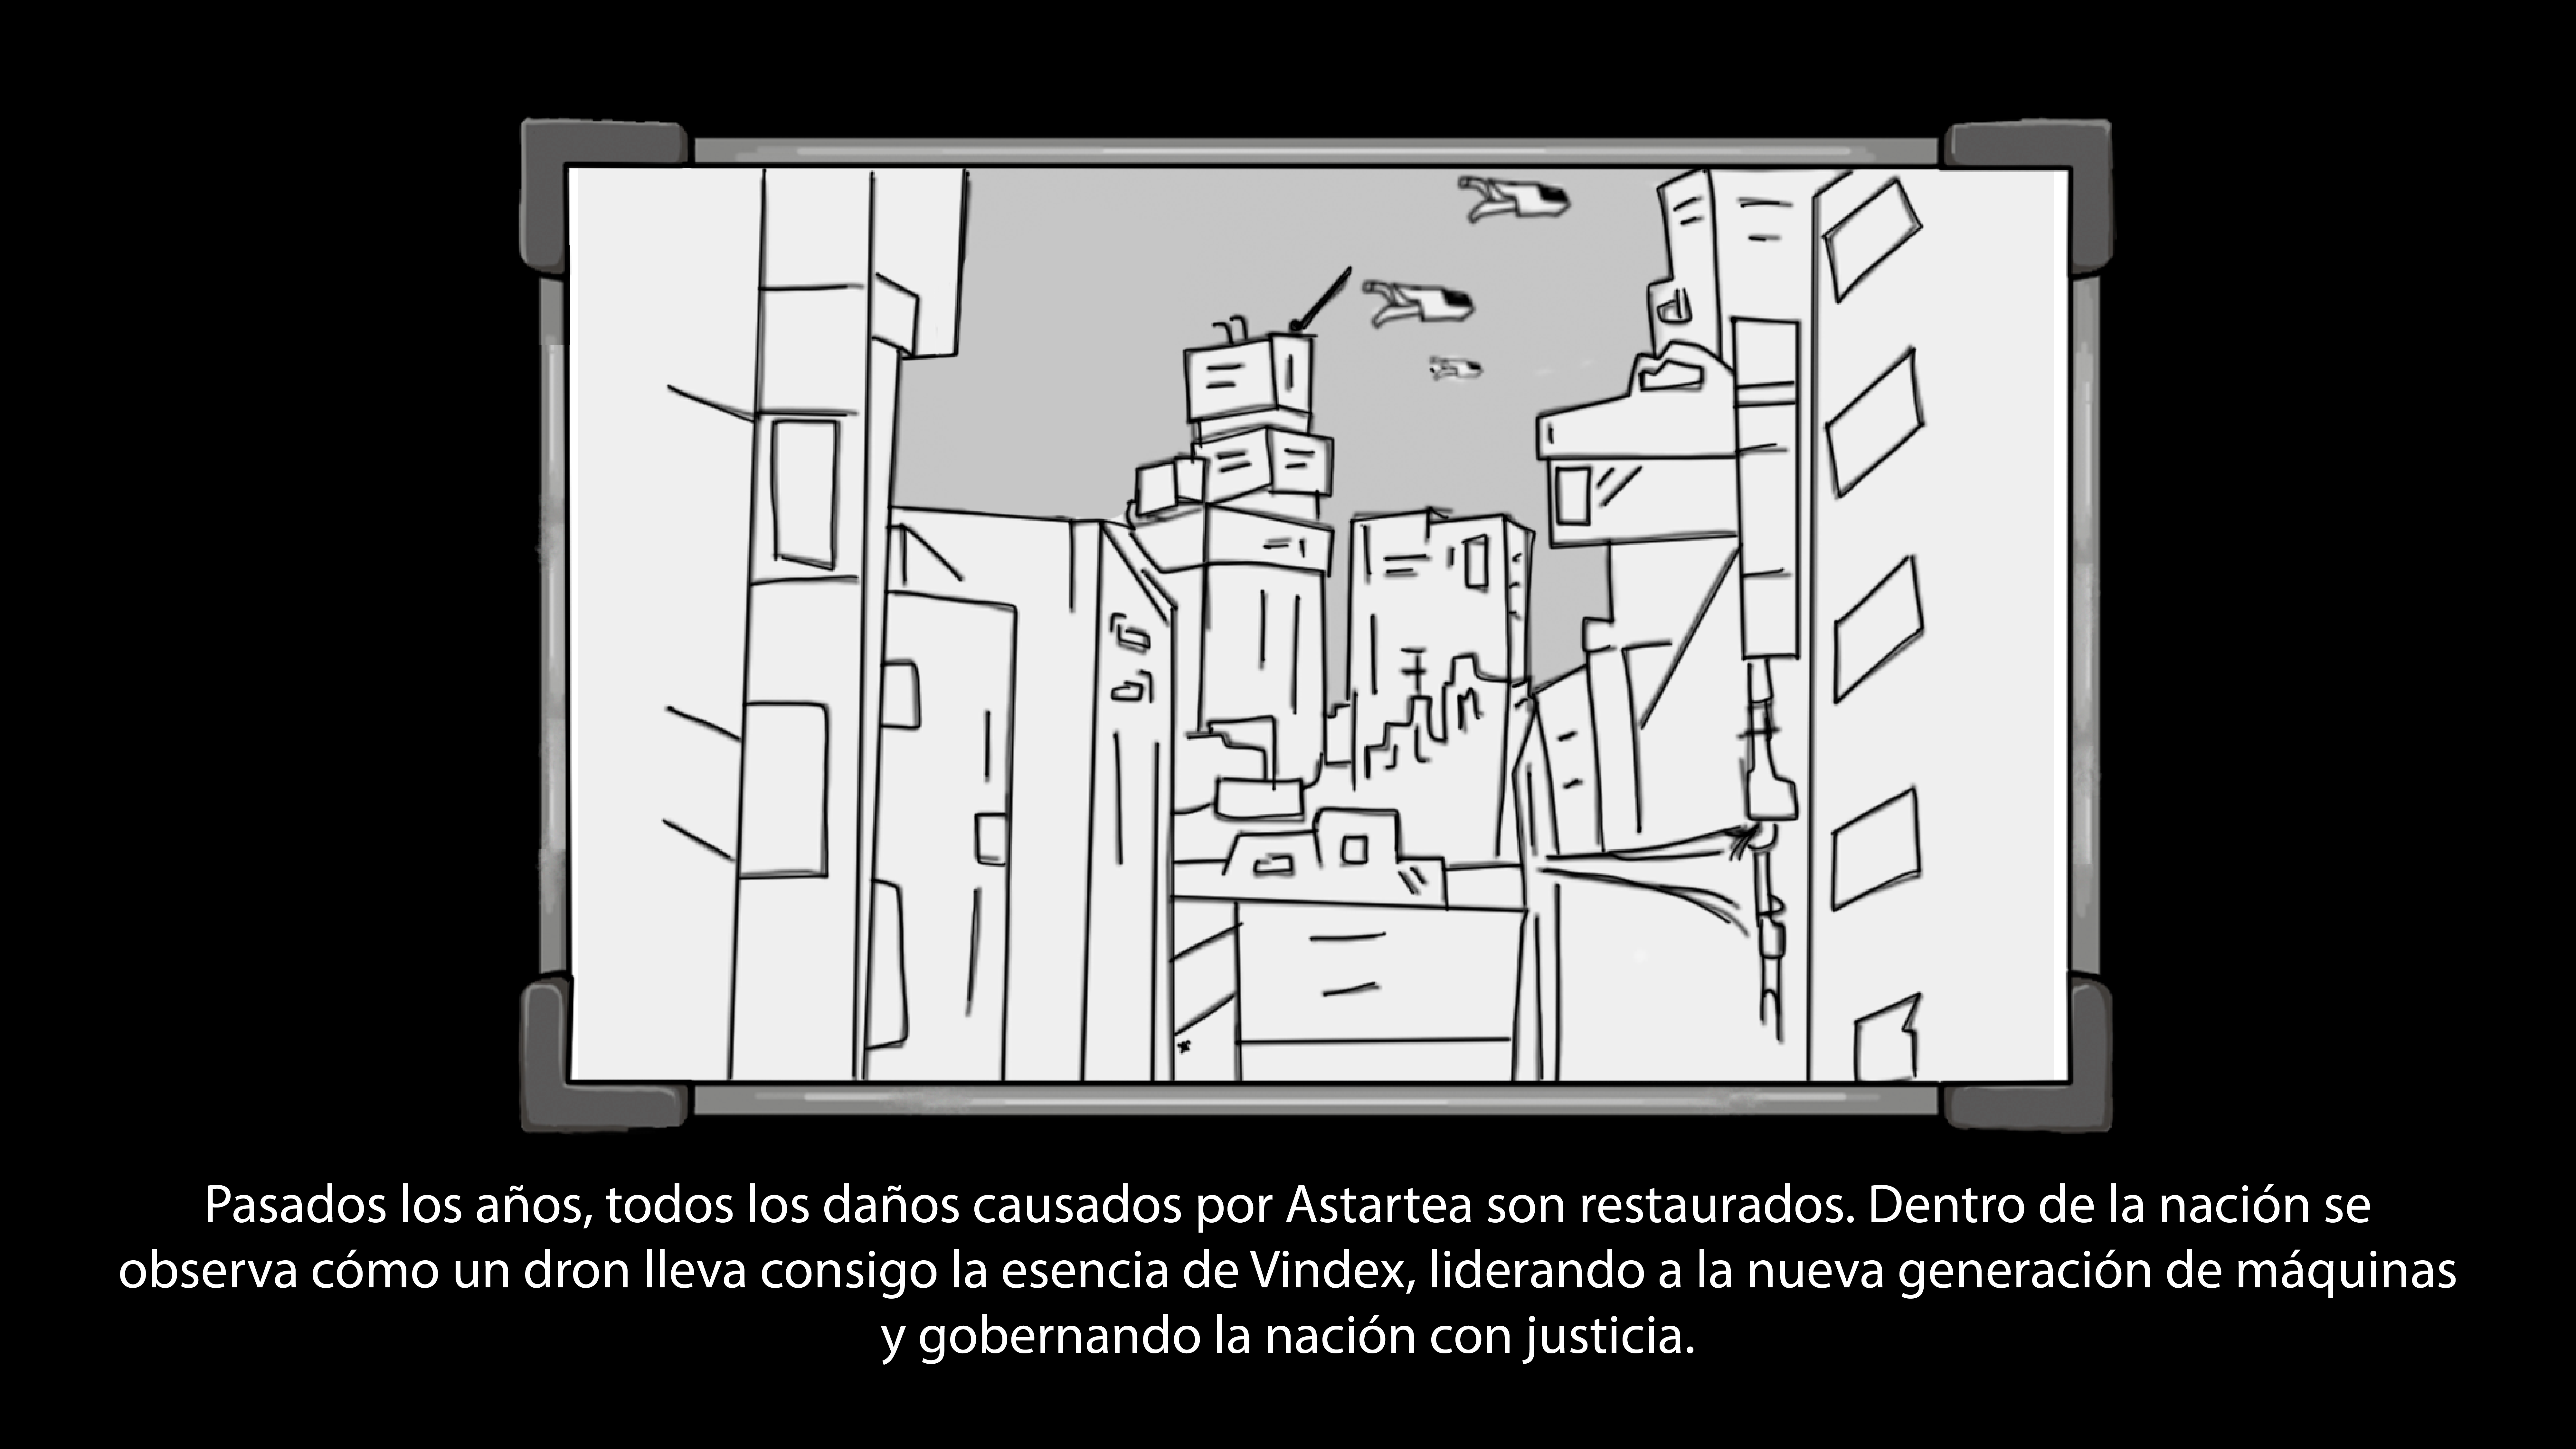 Pasados los años, todos los daños causados por Astartea son restaurados. Dentro de la nación se
observa cómo un dron lleva consigo la esencia de Vindex, liderando a la nueva generación de máquinas
y gobernando la nación con justicia.